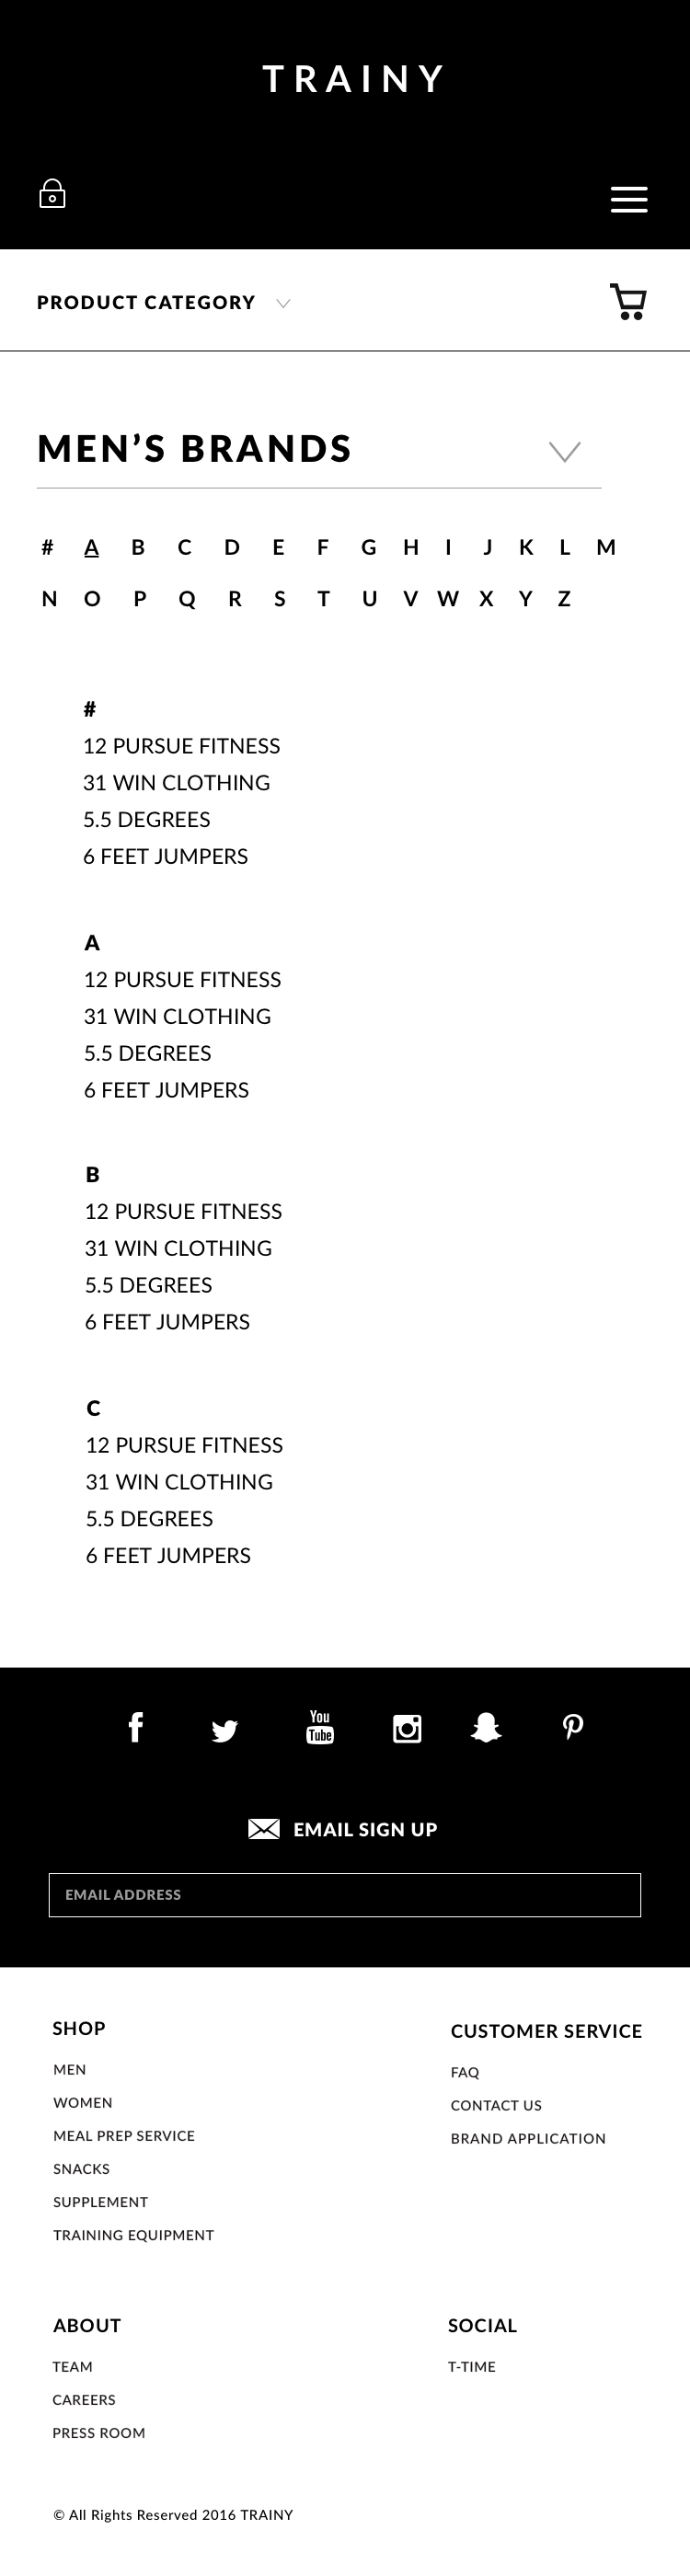 TRAINY
PRODUCT CATEGORY
MEN’S BRANDS
# A B C D E F G H I J K L M
N O P Q R S T U V W X Y Z
#
12 PURSUE FITNESS
31 WIN CLOTHING
5.5 DEGREES
6 FEET JUMPERS
A
12 PURSUE FITNESS
31 WIN CLOTHING
5.5 DEGREES
6 FEET JUMPERS
B
12 PURSUE FITNESS
31 WIN CLOTHING
5.5 DEGREES
6 FEET JUMPERS
C
12 PURSUE FITNESS
31 WIN CLOTHING
5.5 DEGREES
6 FEET JUMPERS
You
Tube
EMAIL SIGN UP
EMAIL ADDRESS
SHOP
MEN
WOMEN
MEAL PREP SERVICE
SNACKS
SUPPLEMENT
TRAINING EQUIPMENT
CUSTOMER SERVICE
FAQ
CONTACT US
BRAND APPLICATION
ABOUT
TEAM
CAREERS
PRESS ROOM
SOCIAL
T-TIME
© All Rights Reserved 2016 TRAINY